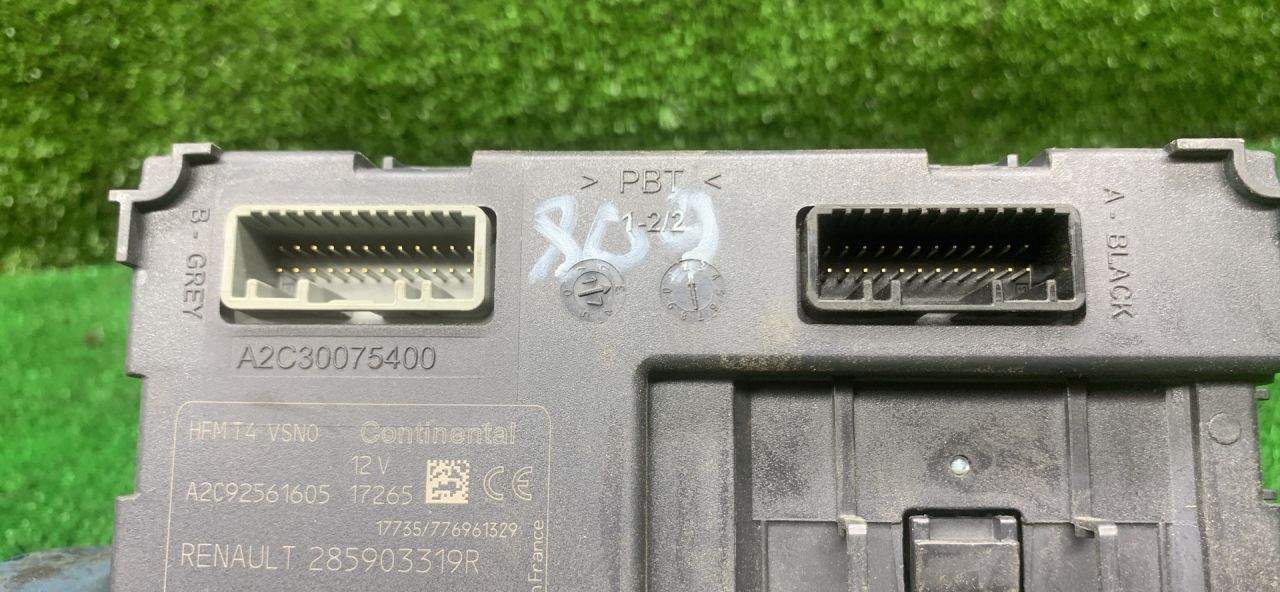 > PBT <
1-2/2
809
B - GREY
A - BLACK
A2C30075400
HFM T4 VSN0 Continental
12 V
A2C92561605 17265 CE
17735/776961329
RENAULT 285903319R
France